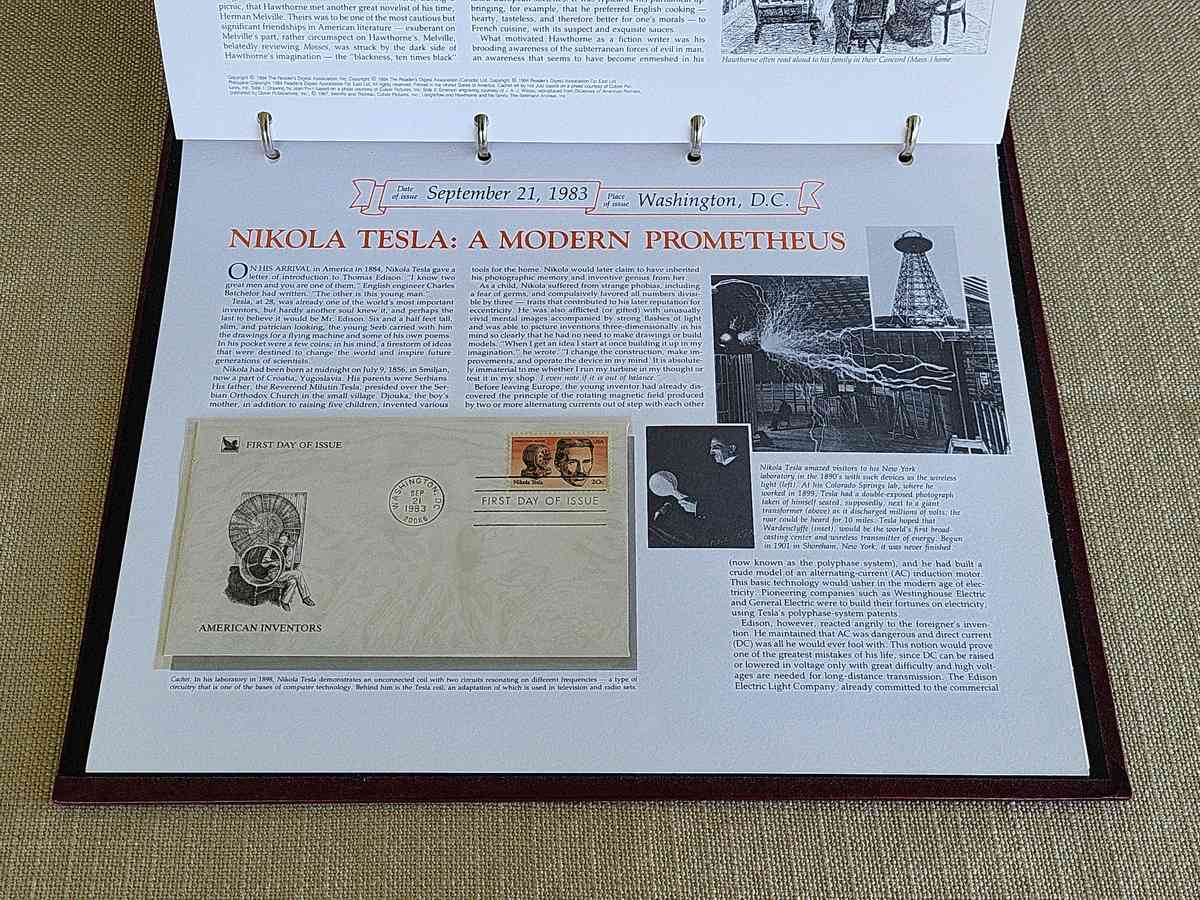 picnic, that Hawthorne met another great novelist of his time,
Herman Melville. Theirs was to be one of the most cautious but
significant friendships in American literature — exuberant on
Melville's part, rather circumspect on Hawthorne's. Melville,
belatedly reviewing Mosses, was struck by the dark side of
Hawthorne's imagination — the "blackness, ten times black"
bringing, for example, that he preferred English cooking —
hearty, tasteless, and therefore better for one's morals — to
French cuisine, with its suspect and exquisite sauces.
What motivated Hawthorne as a fiction writer was his
brooding awareness of the subterranean forces of evil in man,
an awareness that seems to have become enmeshed in his
Hawthorne often read aloud to his family in their Concord (Mass.) home.
Date of issue September 21, 1983 Place of issue Washington, D.C.
NIKOLA TESLA: A MODERN PROMETHEUS
ON HIS ARRIVAL in America in 1884, Nikola Tesla gave a
letter of introduction to Thomas Edison. "I know two
great men and you are one of them," English engineer Charles
Batchelor had written. "The other is this young man."
Tesla, at 28, was already one of the world's most important
inventors, but hardly another soul knew it, and perhaps the
last to believe it would be Mr. Edison. Six and a half feet tall,
slim, and patrician looking, the young Serb carried with him
the drawings for a flying machine and some of his own poems.
In his pocket were a few coins; in his mind, a firestorm of ideas
that were destined to change the world and inspire future
generations of scientists.
Nikola had been born at midnight on July 9, 1856, in Smiljan,
now a part of Croatia, Yugoslavia. His parents were Serbians.
His father, the Reverend Milutin Tesla, presided over the Ser-
bian Orthodox Church in the small village. Djouka, the boy's
mother, in addition to raising five children, invented various
tools for the home. Nikola would later claim to have inherited
his photographic memory and inventive genius from her.
As a child, Nikola suffered from strange phobias, including
a fear of germs, and compulsively favored all numbers divisi-
ble by three — traits that contributed to his later reputation for
eccentricity. He was also afflicted (or gifted) with unusually
vivid mental images accompanied by strong flashes of light
and was able to picture inventions three-dimensionally in his
mind so clearly that he had no need to make drawings or build
models. "When I get an idea I start at once building it up in my
imagination," he wrote. "I change the construction, make im-
provements, and operate the device in my mind. It is absolute-
ly immaterial to me whether I run my turbine in my thought or
test it in my shop. I even note if it is out of balance."
Before leaving Europe, the young inventor had already dis-
covered the principle of the rotating magnetic field produced
by two or more alternating currents out of step with each other
FIRST DAY OF ISSUE
USA
Nikola Tesla 20c
WASHINGTON, DC
SEP
21
1983
20066
FIRST DAY OF ISSUE
AMERICAN INVENTORS
Cachet. In his laboratory in 1898, Nikola Tesla demonstrates an unconnected coil with two circuits resonating on different frequencies — a type of
circuitry that is one of the bases of computer technology. Behind him is the Tesla coil, an adaptation of which is used in television and radio sets.
Nikola Tesla amazed visitors to his New York
laboratory in the 1890's with such devices as the wireless
light (left). At his Colorado Springs lab, where he
worked in 1899, Tesla had a double-exposed photograph
taken of himself seated, supposedly, next to a giant
transformer (above) as it discharged millions of volts; the
roar could be heard for 10 miles. Tesla hoped that
Wardenclyffe (inset), would be the world's first broad-
casting center and wireless transmitter of energy. Begun
in 1901 in Shoreham, New York, it was never finished.
(now known as the polyphase system), and he had built a
crude model of an alternating-current (AC) induction motor.
This basic technology would usher in the modern age of elec-
tricity. Pioneering companies such as Westinghouse Electric
and General Electric were to build their fortunes on electricity,
using Tesla's polyphase-system patents.
Edison, however, reacted angrily to the foreigner's inven-
tion. He maintained that AC was dangerous and direct current
(DC) was all he would ever fool with. This notion would prove
one of the greatest mistakes of his life, since DC can be raised
or lowered in voltage only with great difficulty and high volt-
ages are needed for long-distance transmission. The Edison
Electric Light Company, already committed to the commercial